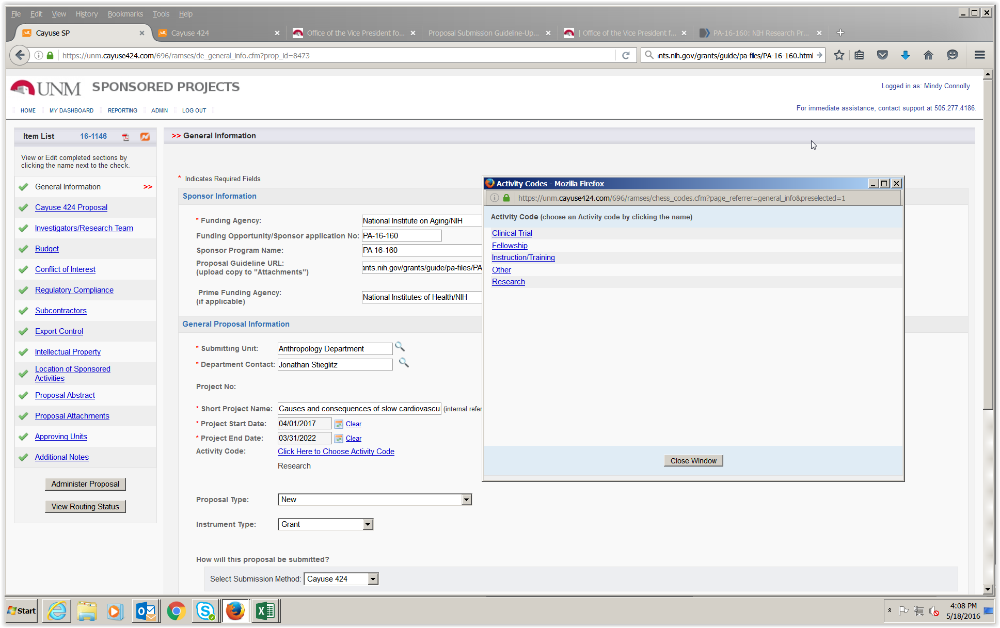 File Edit View History Bookmarks Tools Help
Cayuse SP
Cayuse 424
Office of the Vice President fo...
Proposal Submission Guideline-Up...
| Office of the Vice President f...
PA-16-160: NIH Research Pr...
https://unm.cayuse424.com/696/ramses/de_general_info.cfm?prop_id=8473
ints.nih.gov/grants/guide/pa-files/PA-16-160.html
UNM SPONSORED PROJECTS
Logged in as: Mindy Connolly
HOME MY DASHBOARD REPORTING ADMIN LOG OUT
For immediate assistance, contact support at 505.277.4186.
Item List 16-1146
View or Edit completed sections by
clicking the name next to the check.
General Information >>
Cayuse 424 Proposal
Investigators/Research Team
Budget
Conflict of Interest
Regulatory Compliance
Subcontractors
Export Control
Intellectual Property
Location of Sponsored
Activities
Proposal Abstract
Proposal Attachments
Approving Units
Additional Notes
Administer Proposal
View Routing Status
>> General Information
* Indicates Required Fields
Sponsor Information
* Funding Agency: National Institute on Aging/NIH
Funding Opportunity/Sponsor application No: PA-16-160
Sponsor Program Name: PA 16-160
Proposal Guideline URL:
(upload copy to "Attachments") ants.nih.gov/grants/guide/pa-files/PA
Prime Funding Agency:
(if applicable) National Institutes of Health/NIH
General Proposal Information
* Submitting Unit: Anthropology Department
* Department Contact: Jonathan Stieglitz
Project No:
* Short Project Name: Causes and consequences of slow cardiovascul (internal refer
* Project Start Date: 04/01/2017 Clear
* Project End Date: 03/31/2022 Clear
Activity Code: Click Here to Choose Activity Code
Research
Proposal Type: New
Instrument Type: Grant
How will this proposal be submitted?
Select Submission Method: Cayuse 424
Activity Codes - Mozilla Firefox
https://unm.cayuse424.com/696/ramses/chess_codes.cfm?page_referrer=general_info&preselected=1
Activity Code (choose an Activity code by clicking the name)
Clinical Trial
Fellowship
Instruction/Training
Other
Research
Close Window
Start
4:08 PM
5/18/2016